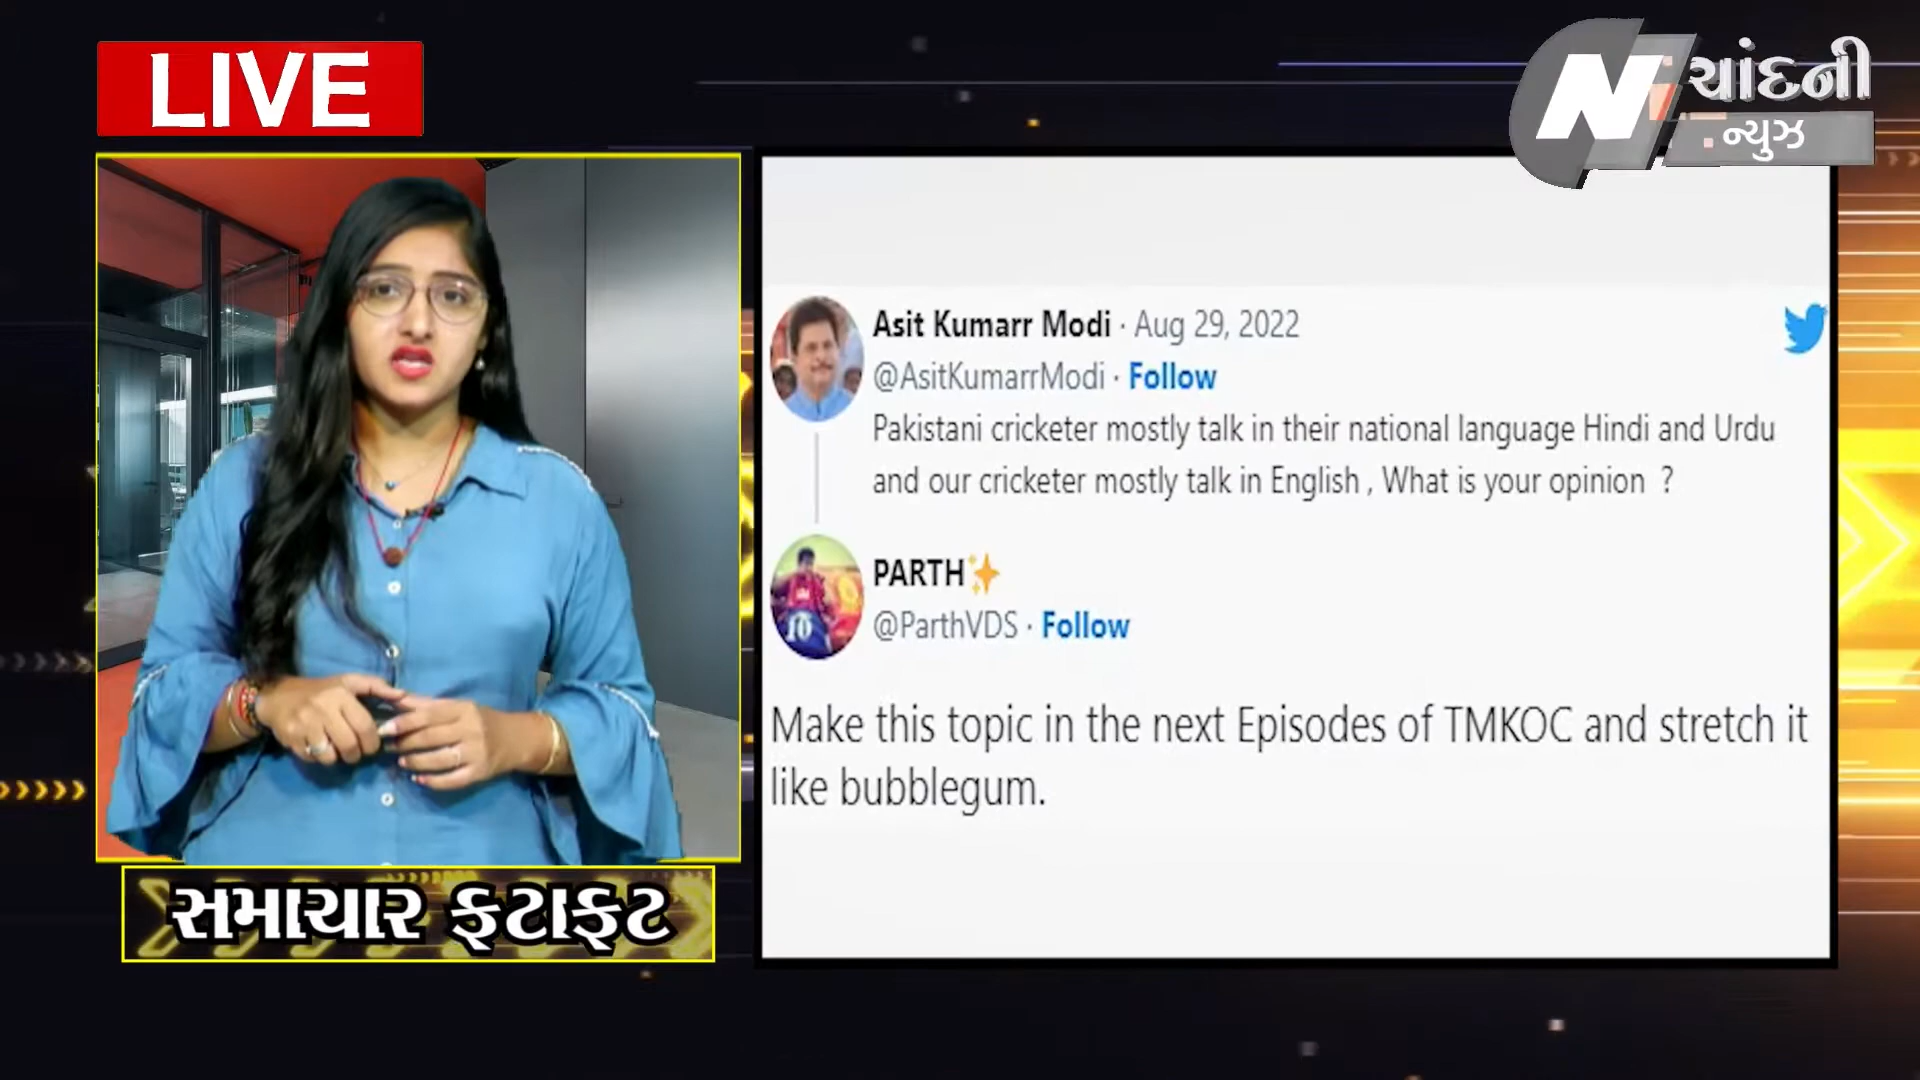 LIVE
N ચાંદની
ન્યુઝ
Asit Kumarr Modi · Aug 29, 2022
@AsitKumarrModi · Follow
Pakistani cricketer mostly talk in their national language Hindi and Urdu
and our cricketer mostly talk in English , What is your opinion ?
10
PARTH✨
@ParthVDS · Follow
Make this topic in the next Episodes of TMKOC and stretch it
like bubblegum.
સમાચાર ફટાફટ